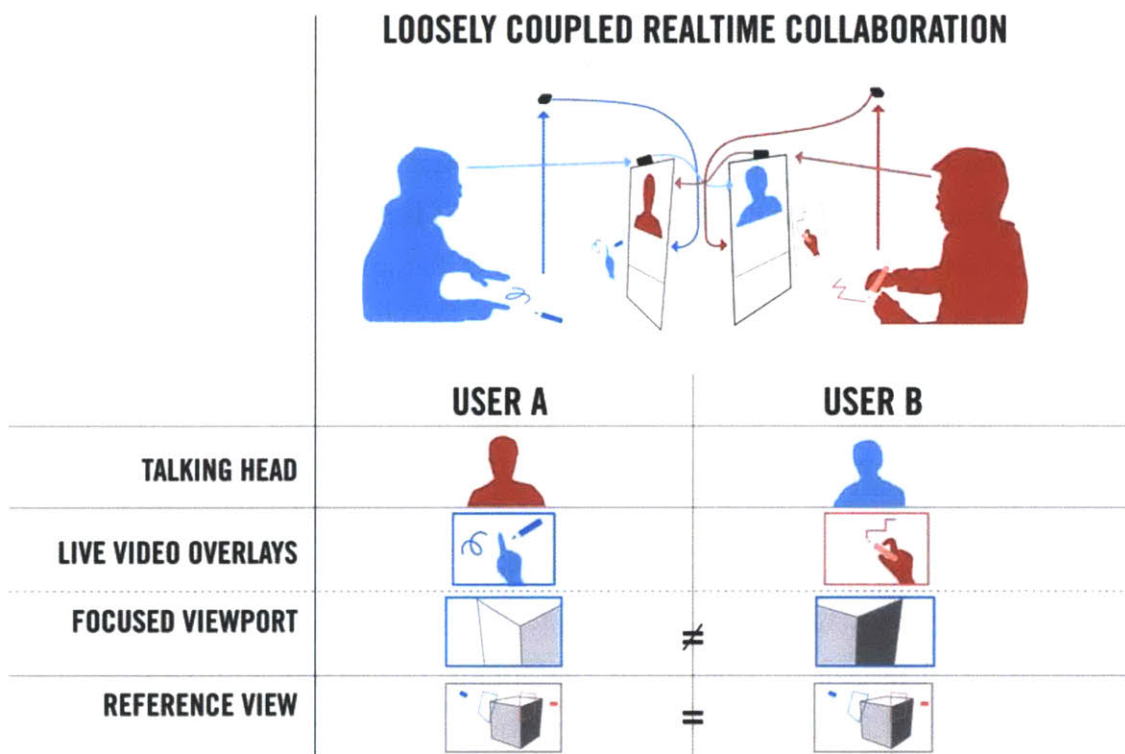 LOOSELY COUPLED REALTIME COLLABORATION
USER A
USER B
TALKING HEAD
LIVE VIDEO OVERLAYS
FOCUSED VIEWPORT
≠
REFERENCE VIEW
=